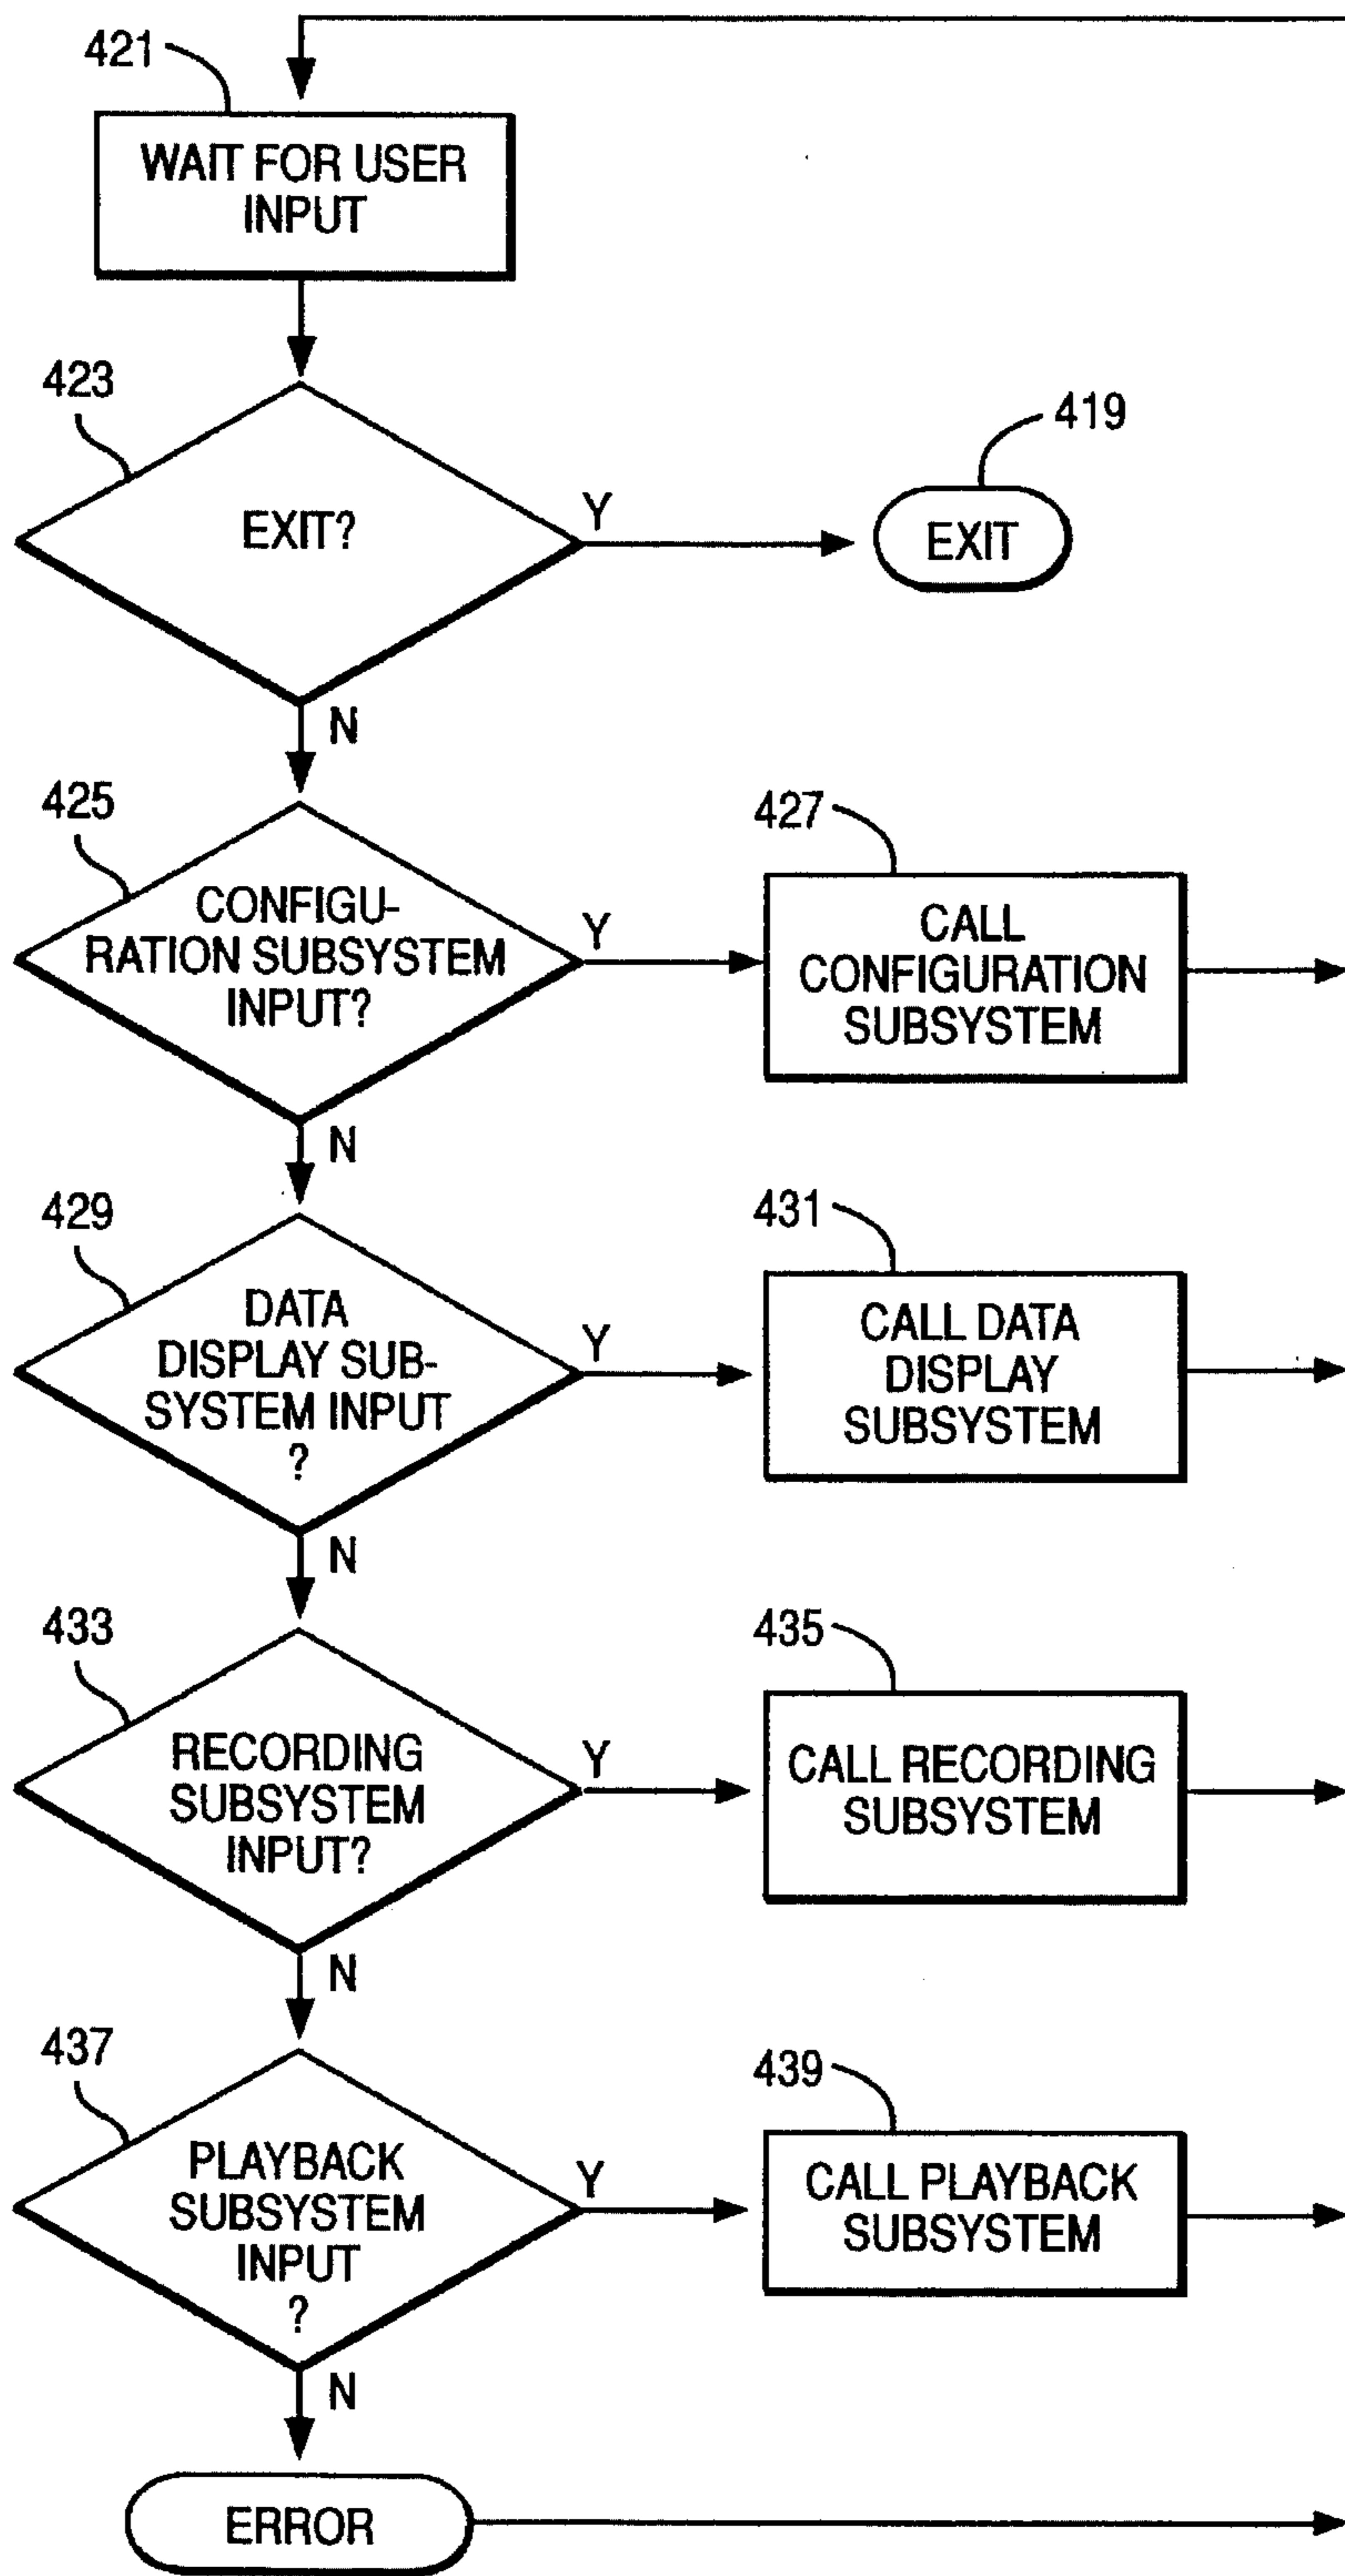 421
WAIT FOR USER
INPUT
423
EXIT?
Y
419
EXIT
N
425
CONFIGU-
RATION SUBSYSTEM
INPUT?
Y
427
CALL
CONFIGURATION
SUBSYSTEM
N
429
DATA
DISPLAY SUB-
SYSTEM INPUT
?
Y
431
CALL DATA
DISPLAY
SUBSYSTEM
N
433
RECORDING
SUBSYSTEM
INPUT?
Y
435
CALL RECORDING
SUBSYSTEM
N
437
PLAYBACK
SUBSYSTEM
INPUT
?
Y
439
CALL PLAYBACK
SUBSYSTEM
N
ERROR